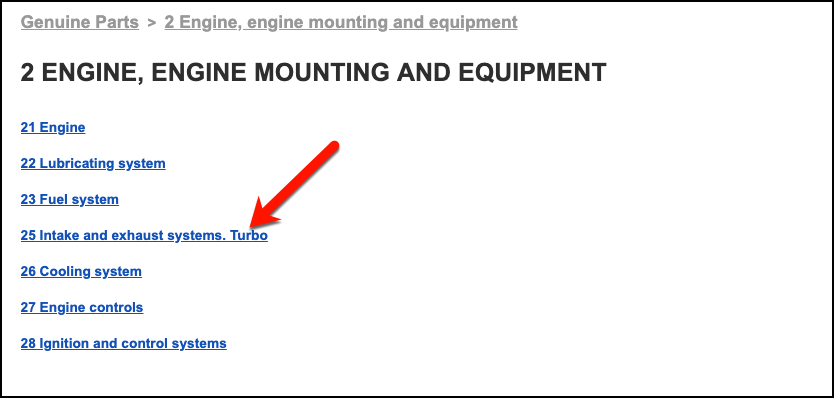 Genuine Parts > 2 Engine, engine mounting and equipment
2 ENGINE, ENGINE MOUNTING AND EQUIPMENT
21 Engine
22 Lubricating system
23 Fuel system
25 Intake and exhaust systems. Turbo
26 Cooling system
27 Engine controls
28 Ignition and control systems